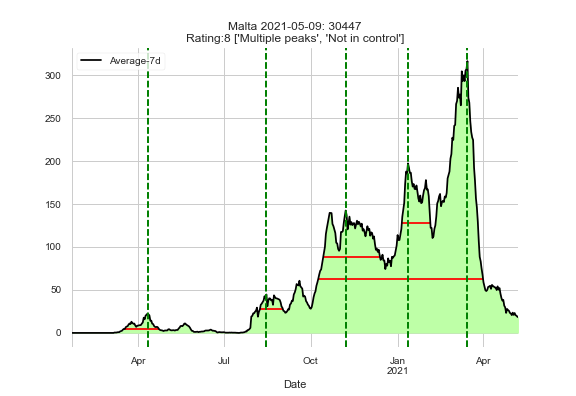 Malta 2021-05-09: 30447
Rating:8 ['Multiple peaks', 'Not in control']
Average-7d
300
250
200
150
100
50
0
Apr
Jul
Oct
Jan
2021
Apr
Date